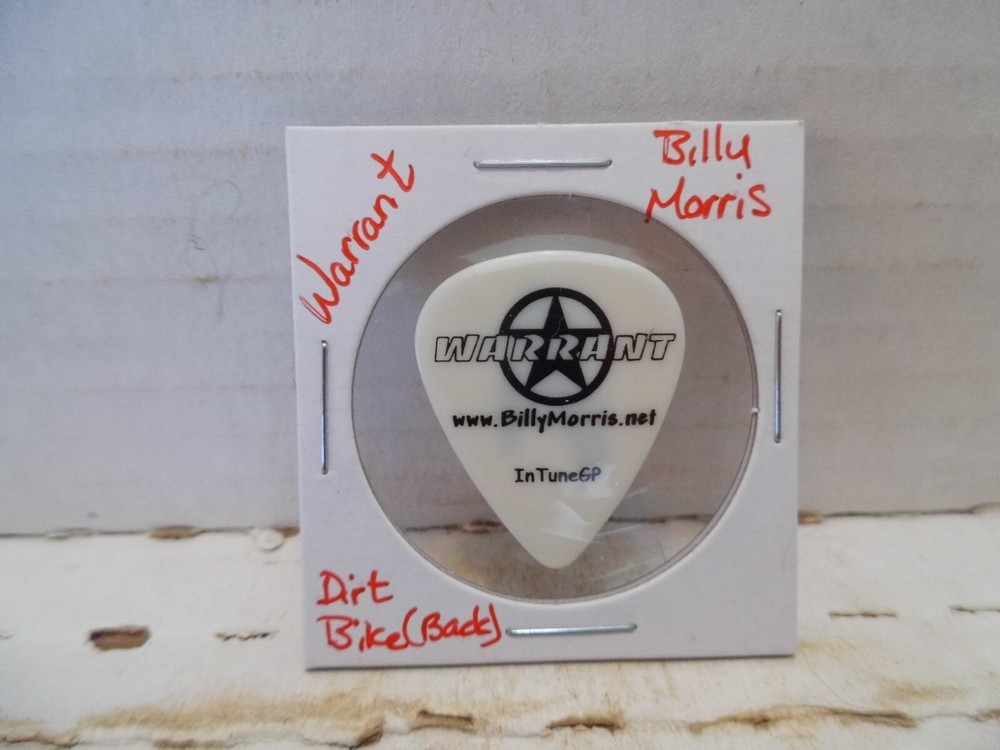 Warrant
Billy
Morris
WARRANT
www.BillyMorris.net
InTuneGP
Dirt
Bike(Back)